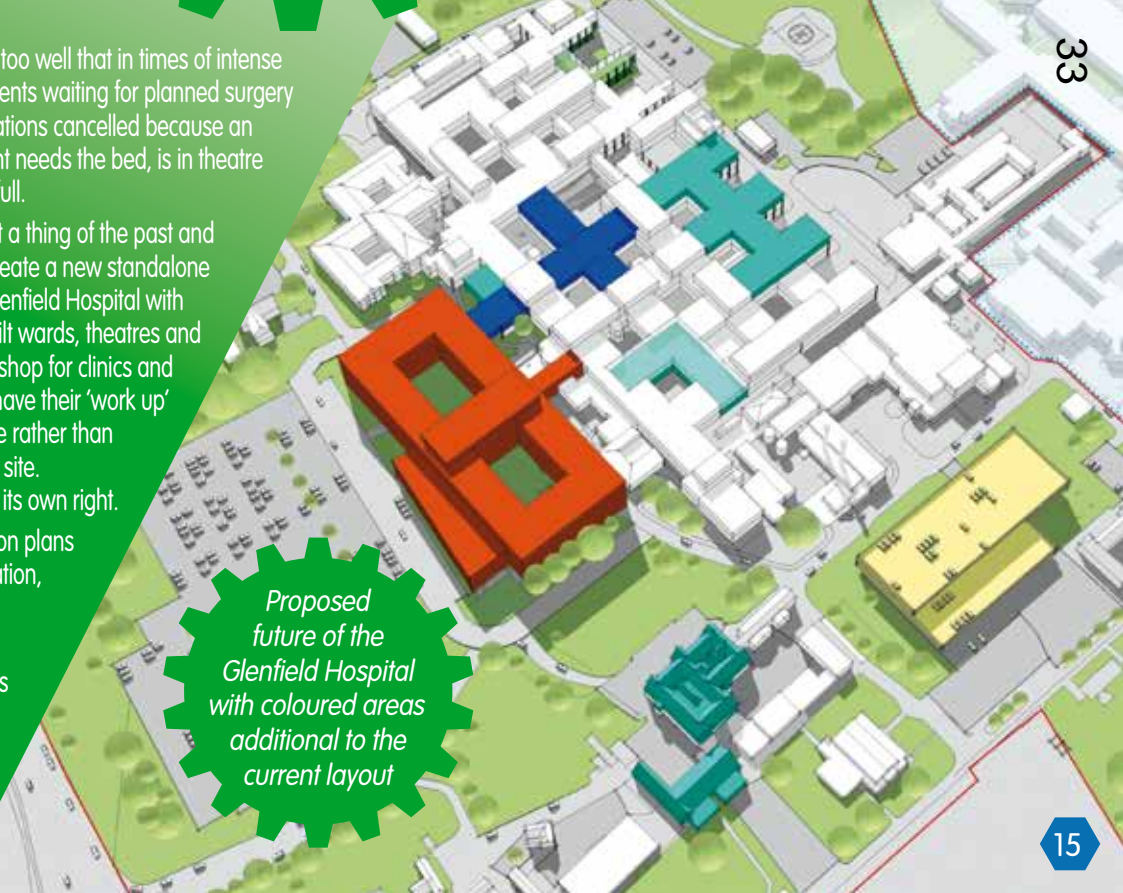 too well that in times of intense
ents waiting for planned surgery
ations cancelled because an
nt needs the bed, is in theatre
full.
t a thing of the past and
eate a new standalone
lenfield Hospital with
ilt wards, theatres and
shop for clinics and
have their ‘work up’
e rather than
site.
its own right.
on plans
ation,
s
Proposed
future of the
Glenfield Hospital
with coloured areas
additional to the
current layout
33
15